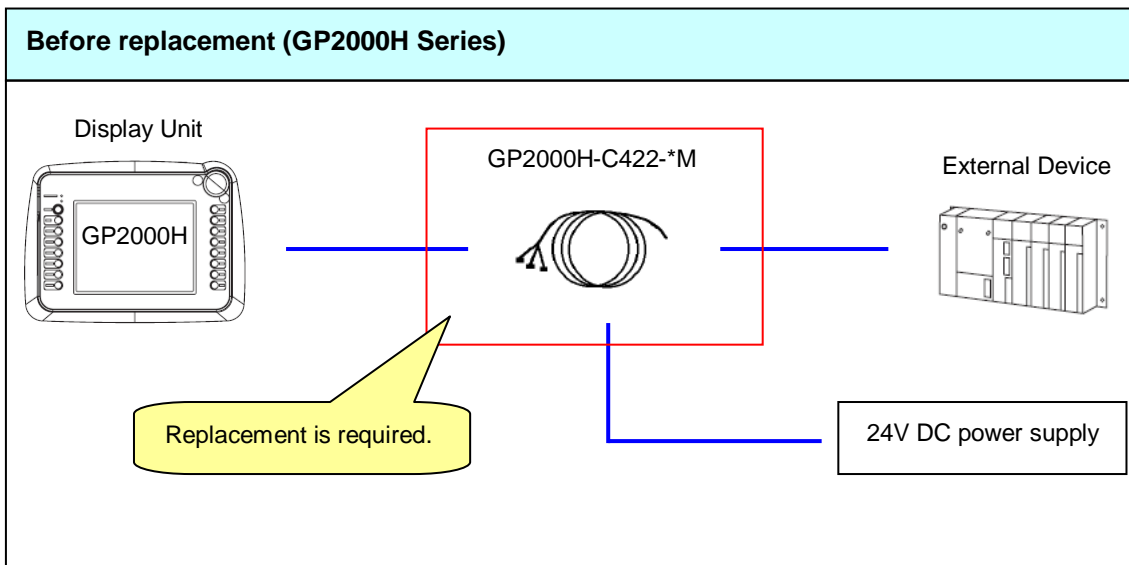 Before replacement (GP2000H Series)
Display Unit
GP2000H-C422-*M
External Device
GP2000H
Replacement is required.
24V DC power supply